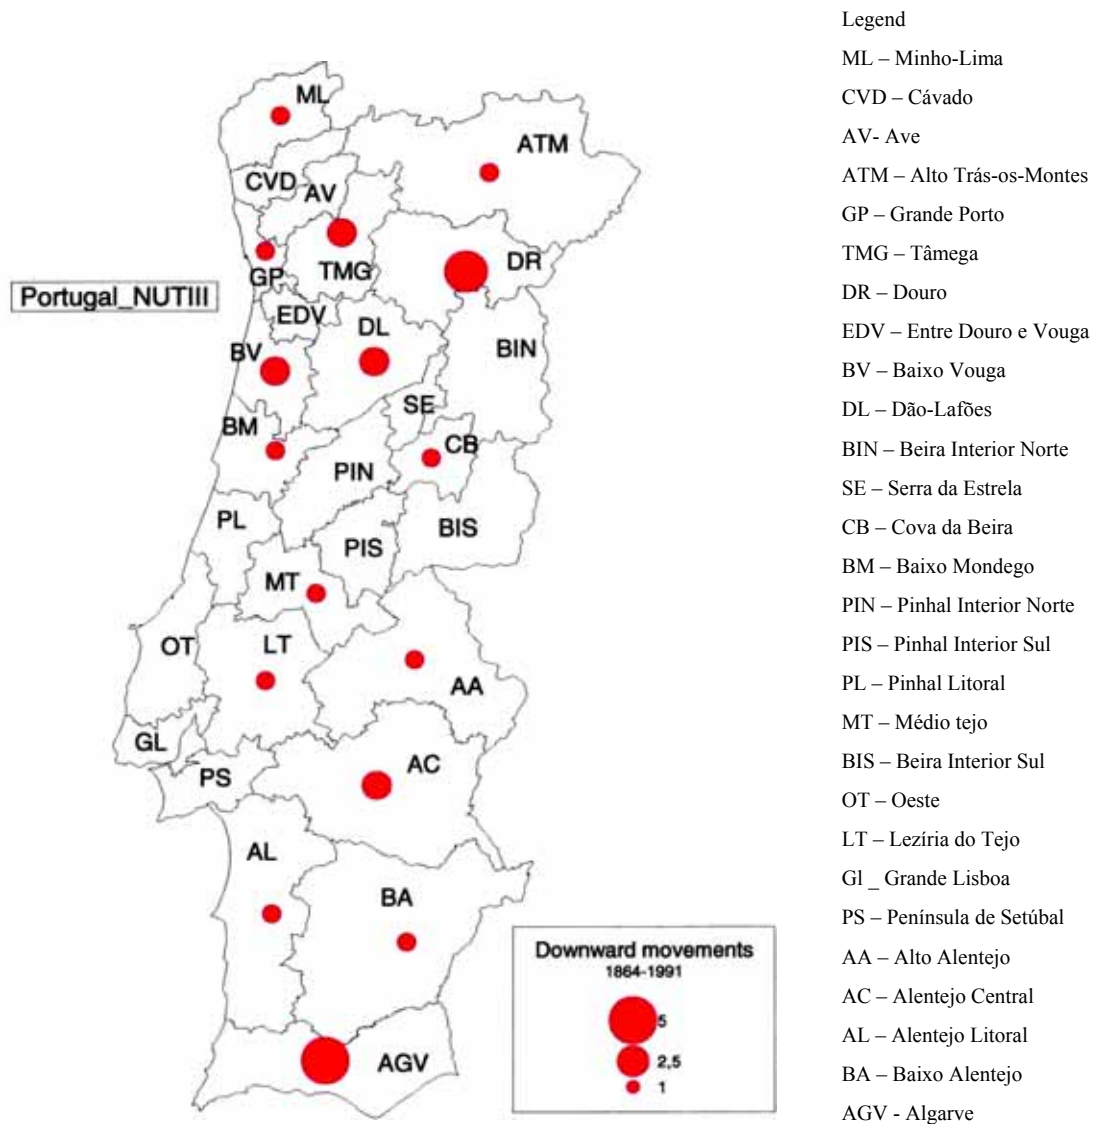 Legend
ML – Minho-Lima
CVD – Cávado
AV- Ave
ATM – Alto Trás-os-Montes
GP – Grande Porto
TMG – Tâmega
DR – Douro
EDV – Entre Douro e Vouga
BV – Baixo Vouga
DL – Dão-Lafões
BIN – Beira Interior Norte
SE – Serra da Estrela
CB – Cova da Beira
BM – Baixo Mondego
PIN – Pinhal Interior Norte
PIS – Pinhal Interior Sul
PL – Pinhal Litoral
MT – Médio tejo
BIS – Beira Interior Sul
OT – Oeste
LT – Lezíria do Tejo
Gl _ Grande Lisboa
PS – Península de Setúbal
AA – Alto Alentejo
AC – Alentejo Central
AL – Alentejo Litoral
BA – Baixo Alentejo
AGV - Algarve
ML
ATM
CVD
AV
GP
TMG
DR
Portugal_NUTIII
EDV
DL
BV
BIN
SE
BM
CB
PIN
PL
BIS
PIS
MT
OT
LT
AA
GL
AC
PS
AL
BA
AGV
Downward movements
1864-1991
5
2,5
1